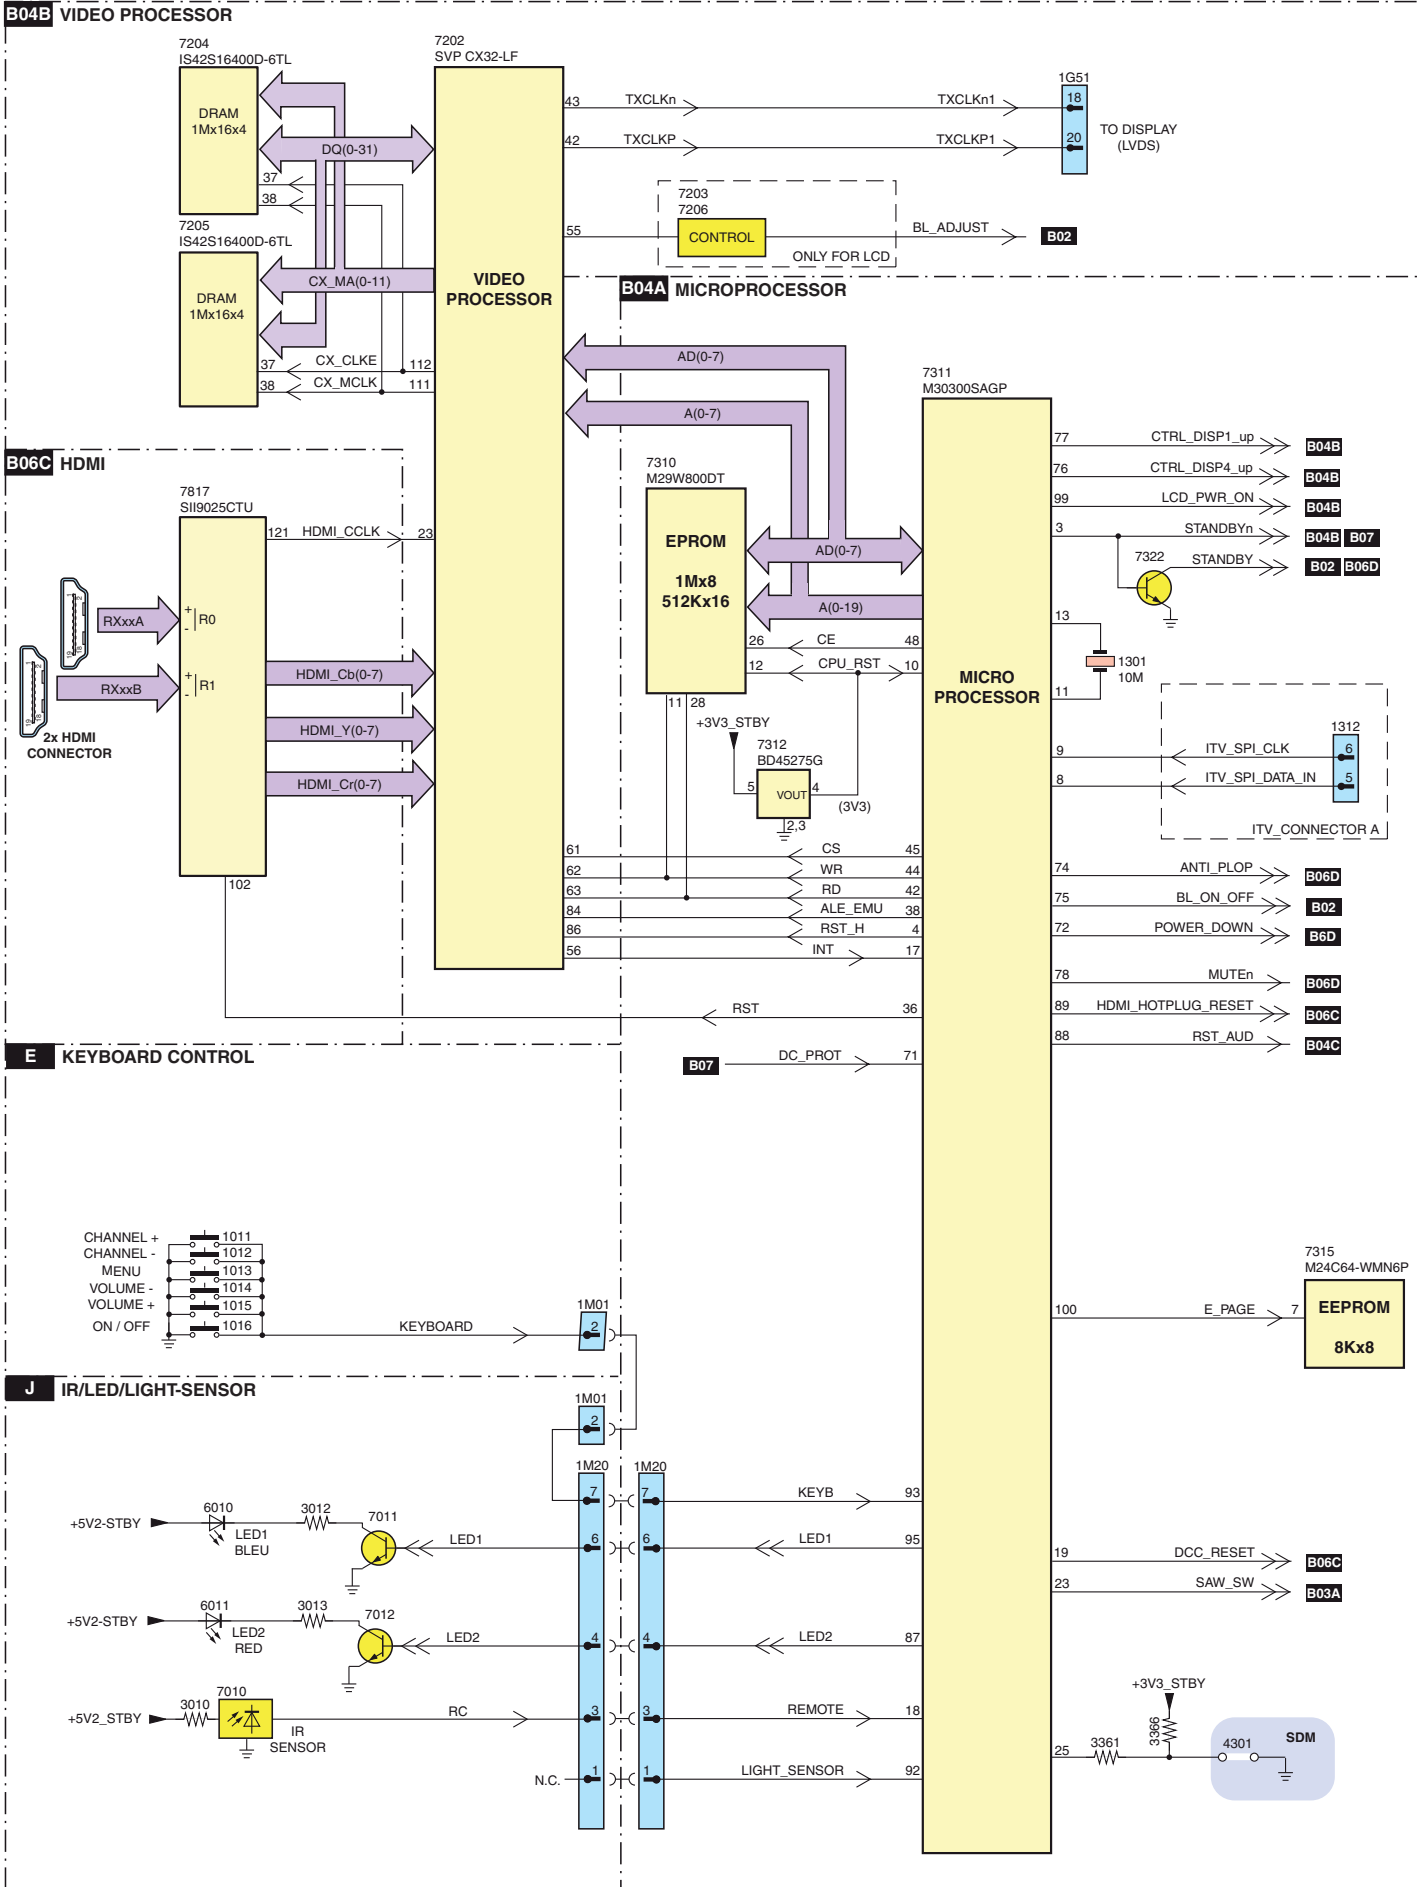 B04B VIDEO PROCESSOR
7204
IS42S16400D-6TL
DRAM
1Mx16x4
37
38
7205
IS42S16400D-6TL
DRAM
1Mx16x4
37
38
DQ(0-31)
CX_MA(0-11)
CX_CLKE
112
CX_MCLK
111
7202
SVP CX32-LF
VIDEO
PROCESSOR
43
TXCLKn
TXCLKn1
42
TXCLKP
TXCLKP1
1G51
18
20
TO DISPLAY
(LVDS)
7203
7206
55
CONTROL
BL_ADJUST
B02
ONLY FOR LCD
B04A MICROPROCESSOR
AD(0-7)
A(0-7)
7311
M30300SAGP
MICRO
PROCESSOR
7310
M29W800DT
EPROM
1Mx8
512Kx16
AD(0-7)
A(0-19)
26
CE
48
12
CPU_RST
10
11
28
+3V3_STBY
7312
BD45275G
5
VOUT
4
(3V3)
2,3
77
CTRL_DISP1_up
B04B
76
CTRL_DISP4_up
B04B
99
LCD_PWR_ON
B04B
3
STANDBYn
B04B B07
7322
STANDBY
B02 B06D
13
1301
10M
11
1312
9
ITV_SPI_CLK
6
8
ITV_SPI_DATA_IN
5
ITV_CONNECTOR A
B06C HDMI
7817
SII9025CTU
121
HDMI_CCLK
23
RXxxA
+
-
R0
RXxxB
+
-
R1
1
2
19
18
1
2
19
18
2x HDMI
CONNECTOR
HDMI_Cb(0-7)
HDMI_Y(0-7)
HDMI_Cr(0-7)
102
61
CS
45
62
WR
44
63
RD
42
84
ALE_EMU
38
86
RST_H
4
56
INT
17
RST
36
B07
DC_PROT
71
74
ANTI_PLOP
B06D
75
BL_ON_OFF
B02
72
POWER_DOWN
B6D
78
MUTEn
B06D
89
HDMI_HOTPLUG_RESET
B06C
88
RST_AUD
B04C
E KEYBOARD CONTROL
CHANNEL +
1011
CHANNEL -
1012
MENU
1013
VOLUME -
1014
VOLUME +
1015
ON / OFF
1016
KEYBOARD
1M01
2
100
E_PAGE
7
7315
M24C64-WMN6P
EEPROM
8Kx8
J IR/LED/LIGHT-SENSOR
1M01
2
1M20
1M20
7
7
KEYB
93
+5V2-STBY
6010
LED1
BLEU
3012
7011
LED1
6
6
LED1
95
+5V2-STBY
6011
LED2
RED
3013
7012
LED2
4
4
LED2
87
+5V2_STBY
3010
7010
IR
SENSOR
RC
3
3
REMOTE
18
N.C.
1
1
LIGHT_SENSOR
92
19
DCC_RESET
B06C
23
SAW_SW
B03A
+3V3_STBY
3366
25
3361
4301
SDM